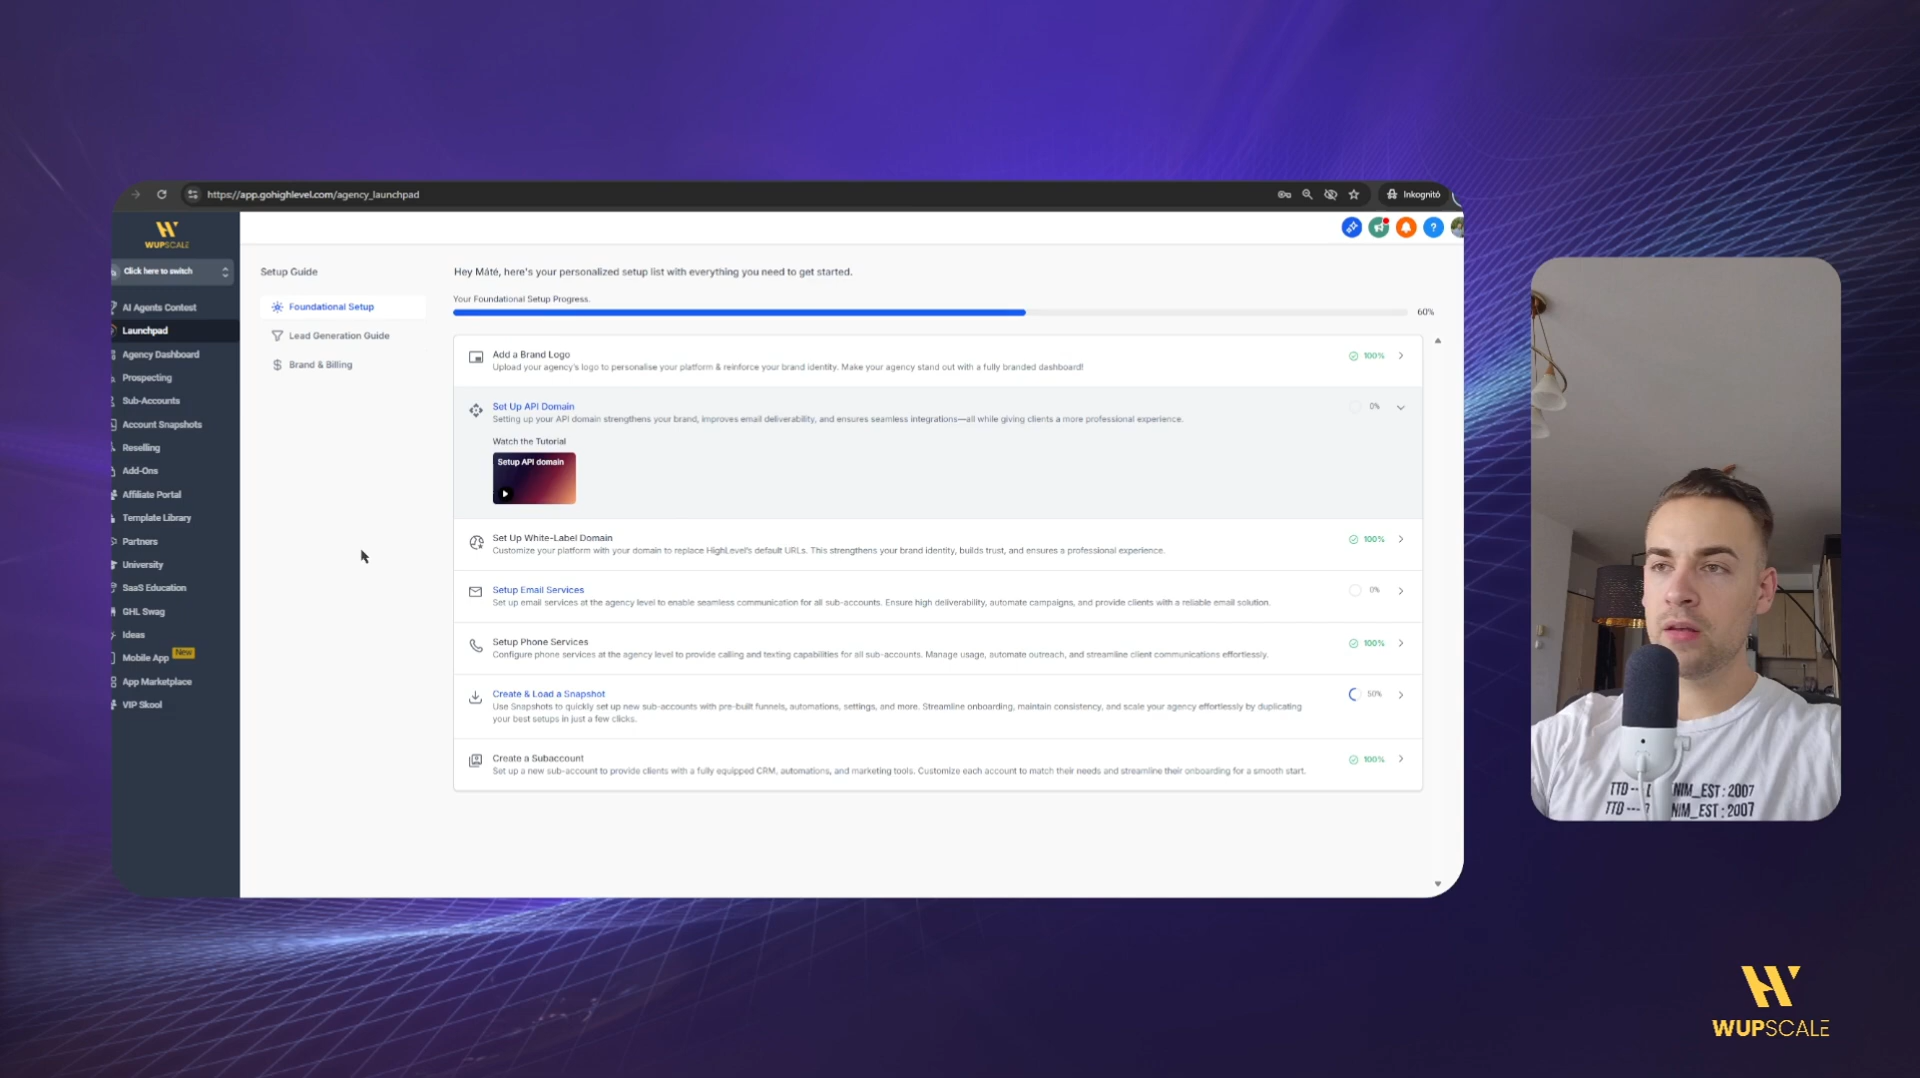 https://app.gohighlevel.com/agency_launchpad
Inkognitó
WUPSCALE
Click here to switch
AI Agents Contest
Launchpad
Agency Dashboard
Prospecting
Sub-Accounts
Account Snapshots
Reselling
Add-Ons
Affiliate Portal
Template Library
Partners
University
SaaS Education
GHL Swag
Ideas
Mobile App New
App Marketplace
VIP Skool
Setup Guide
Foundational Setup
Lead Generation Guide
Brand & Billing
Hey Máté, here's your personalized setup list with everything you need to get started.
Your Foundational Setup Progress.
60%
Add a Brand Logo
Upload your agency's logo to personalise your platform & reinforce your brand identity. Make your agency stand out with a fully branded dashboard!
100%
Set Up API Domain
Setting up your API domain strengthens your brand, improves email deliverability, and ensures seamless integrations—all while giving clients a more professional experience.
0%
Watch the Tutorial
Setup API domain
Set Up White-Label Domain
Customize your platform with your domain to replace HighLevel's default URLs. This strengthens your brand identity, builds trust, and ensures a professional experience.
100%
Setup Email Services
Set up email services at the agency level to enable seamless communication for all sub-accounts. Ensure high deliverability, automate campaigns, and provide clients with a reliable email solution.
0%
Setup Phone Services
Configure phone services at the agency level to provide calling and texting capabilities for all sub-accounts. Manage usage, automate outreach, and streamline client communications effortlessly.
100%
Create & Load a Snapshot
Use Snapshots to quickly set up new sub-accounts with pre-built funnels, automations, settings, and more. Streamline onboarding, maintain consistency, and scale your agency effortlessly by duplicating
your best setups in just a few clicks.
50%
Create a Subaccount
Set up a new sub-account to provide clients with a fully equipped CRM, automations, and marketing tools. Customize each account to match their needs and streamline their onboarding for a smooth start.
100%
NIM_EST:2007
NIM_EST:2007
WUPSCALE